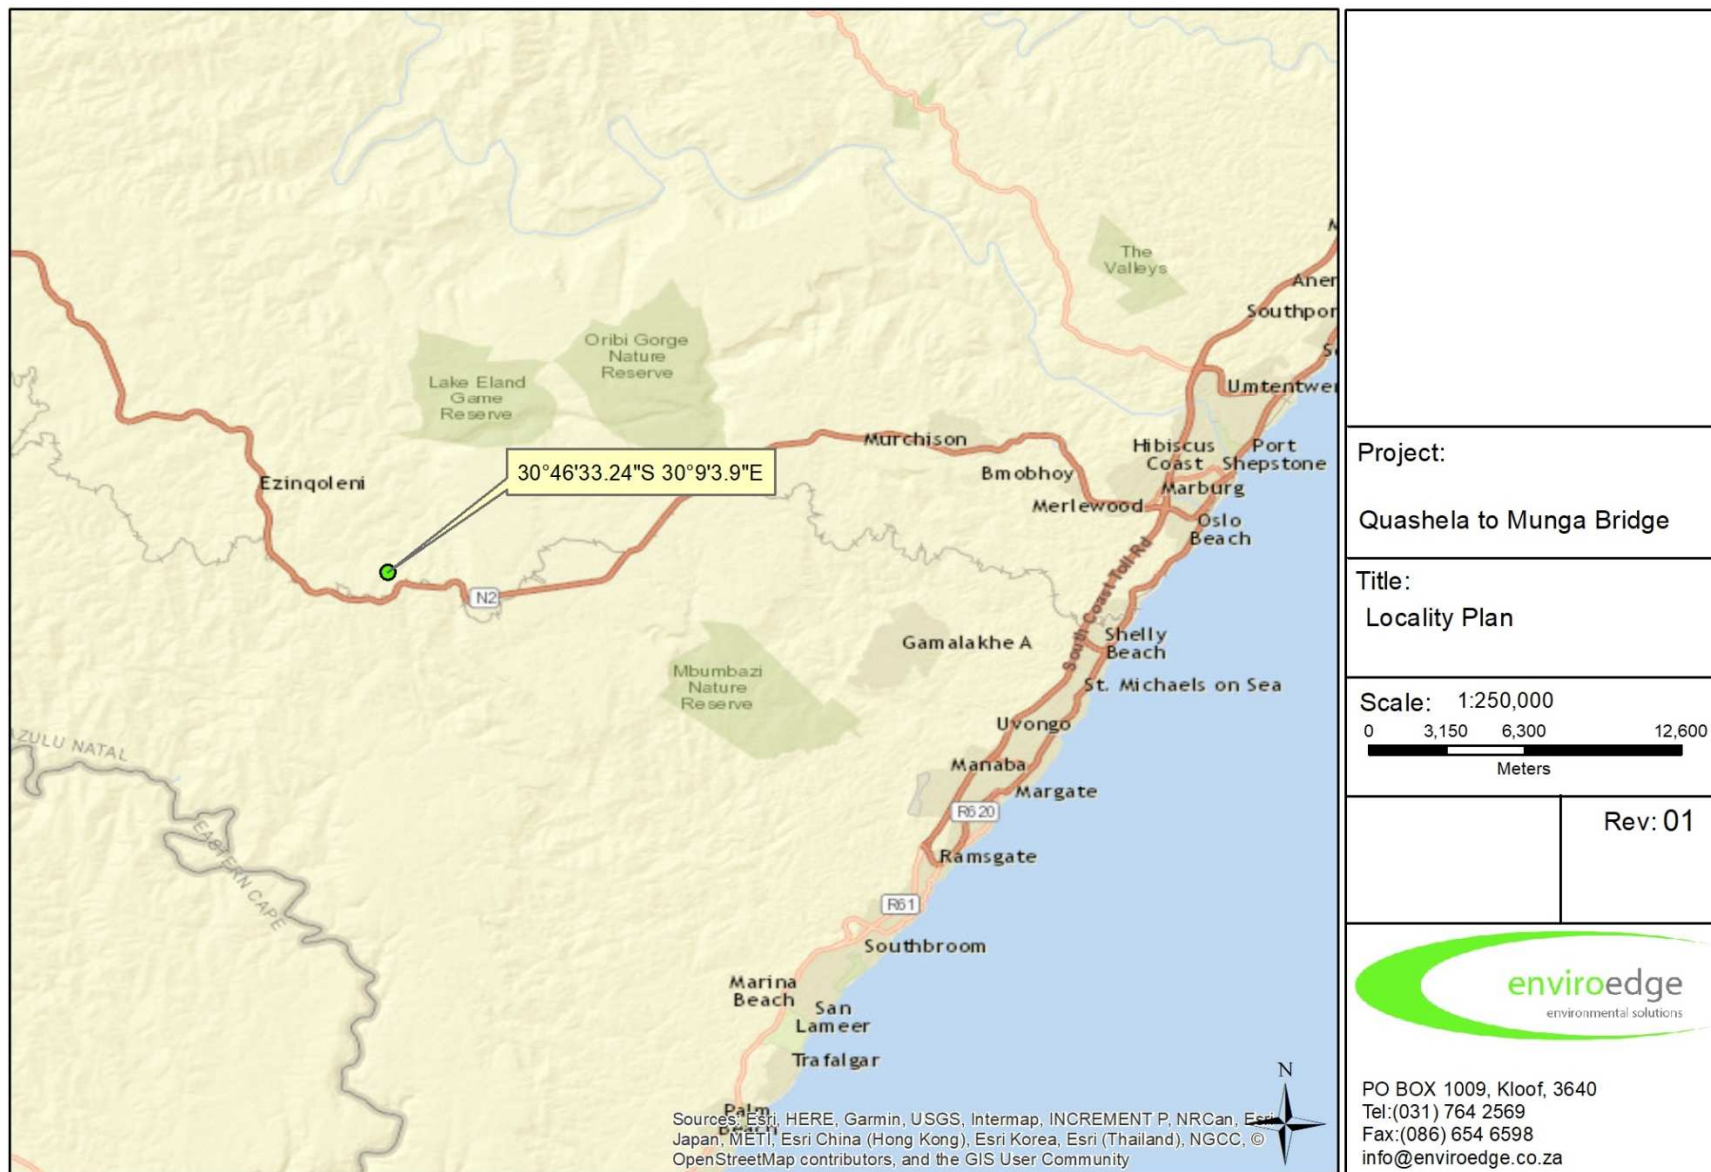 The
Valleys
Aner
Southpor
Oribi Gorge
Nature
Reserve
Lake Eland
Game
Reserve
Umtentwer
Murchison
Hibiscus
Coast
Port
Shepstone
Bmobhoy
30°46'33.24"S 30°9'3.9"E
Ezinqoleni
Marburg
Merlewood
Oslo
Beach
South Coast Toll Rd
N2
Gamalakhe A
Shelly
Beach
Mbumbazi
Nature
Reserve
St. Michaels on Sea
Uvongo
AZULU NATAL
EASTERN CAPE
Manaba
Margate
R620
Ramsgate
R61
Southbroom
Marina
Beach
San
Lameer
Trafalgar
Palm
Beach
N
Sources: Esri, HERE, Garmin, USGS, Intermap, INCREMENT P, NRCan, Esri
Japan, METI, Esri China (Hong Kong), Esri Korea, Esri (Thailand), NGCC, ©
OpenStreetMap contributors, and the GIS User Community
Project:
Quashela to Munga Bridge
Title:
Locality Plan
Scale: 1:250,000
0 3,150 6,300 12,600
Meters
Rev: 01
enviroedge
environmental solutions
PO BOX 1009, Kloof, 3640
Tel:(031) 764 2569
Fax:(086) 654 6598
info@enviroedge.co.za